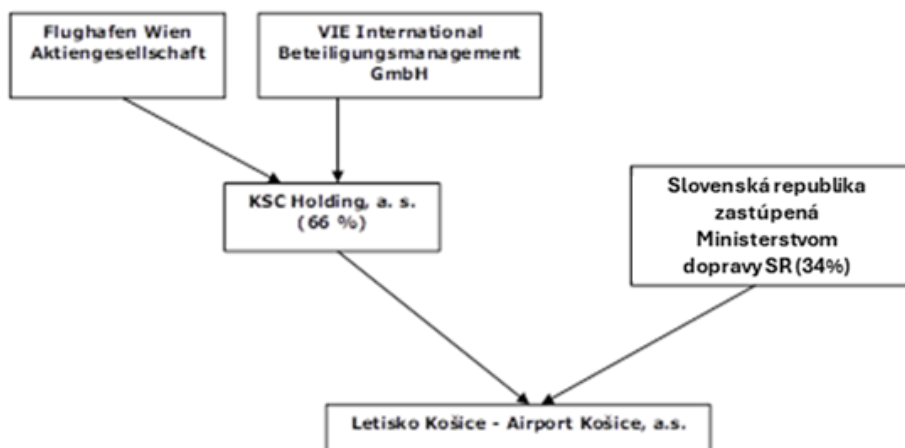 Flughafen Wien
Aktiengesellschaft
VIE International
Beteiligungsmanagement
GmbH
KSC Holding, a. s.
(66 %)
Slovenská republika
zastúpená
Ministerstvom
dopravy SR (34%)
Letisko Košice - Airport Košice, a.s.